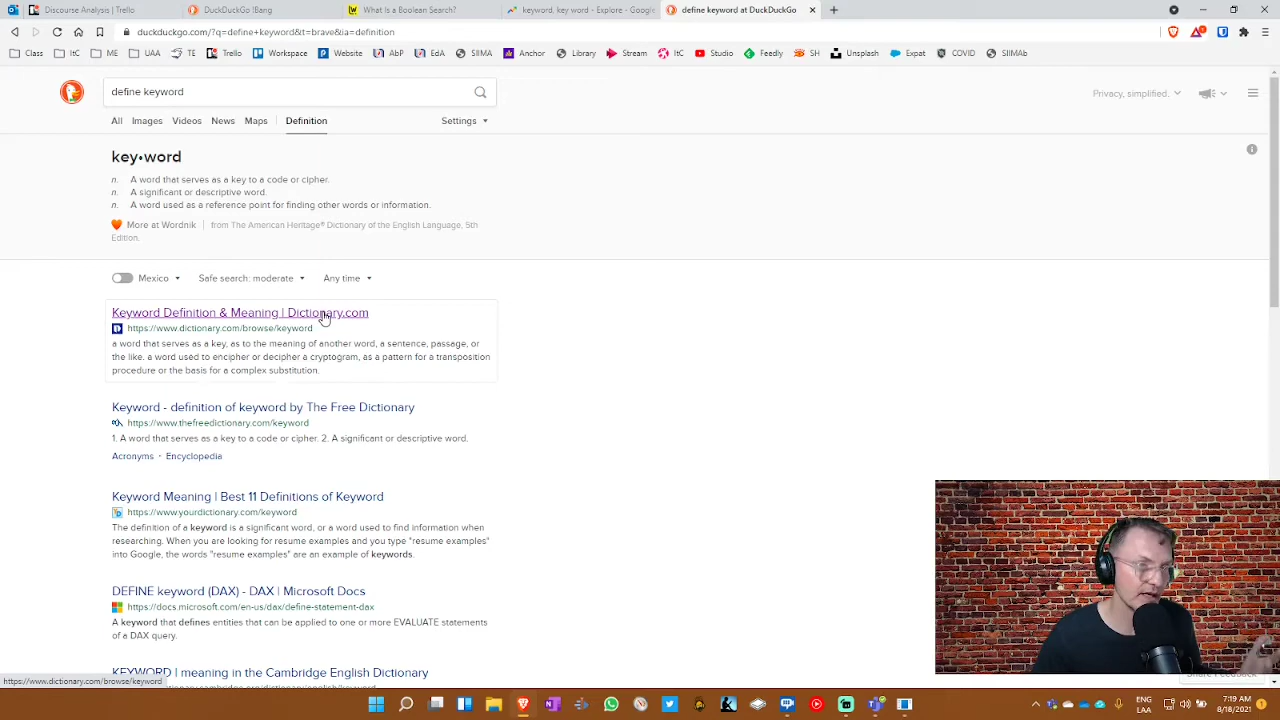 Discourse Analysis | Trello
DuckDuckGo !Bang
What Is a Boolean Search?
keyword, key word - Explore - Google
define keyword at DuckDuckGo
duckduckgo.com/?q=define+keyword&t=brave&ia=definition
Class
ItC
ME
UAA
TE
Trello
Workspace
Website
AbP
EdA
SIIMA
Anchor
Library
Stream
ItC
Studio
Feedly
SH
Unsplash
Expat
COVID
SIIMAb
define keyword
Privacy, simplified.
All Images Videos News Maps Definition Settings
key·word
n. A word that serves as a key to a code or cipher.
n. A significant or descriptive word.
n. A word used as a reference point for finding other words or information.
More at Wordnik from The American Heritage® Dictionary of the English Language, 5th
Edition.
Mexico Safe search: moderate Any time
Keyword Definition & Meaning | Dictionary.com
https://www.dictionary.com/browse/keyword
a word that serves as a key, as to the meaning of another word, a sentence, passage, or
the like. a word used to encipher or decipher a cryptogram, as a pattern for a transposition
procedure or the basis for a complex substitution.
Keyword - definition of keyword by The Free Dictionary
https://www.thefreedictionary.com/keyword
1. A word that serves as a key to a code or cipher. 2. A significant or descriptive word.
Acronyms · Encyclopedia
Keyword Meaning | Best 11 Definitions of Keyword
https://www.yourdictionary.com/keyword
The definition of a keyword is a significant word, or a word used to find information when
researching. When you are looking for resume examples and you type "resume examples"
into Google, the words "resume examples" are an example of keywords.
DEFINE keyword (DAX) - DAX | Microsoft Docs
https://docs.microsoft.com/en-us/dax/define-statement-dax
A keyword that defines entities that can be applied to one or more EVALUATE statements
of a DAX query.
KEYWORD | meaning in the Cambridge English Dictionary
https://www.dictionary.com/browse/keyword
Share Feedback
ENG
LAA
7:19 AM
8/18/2021